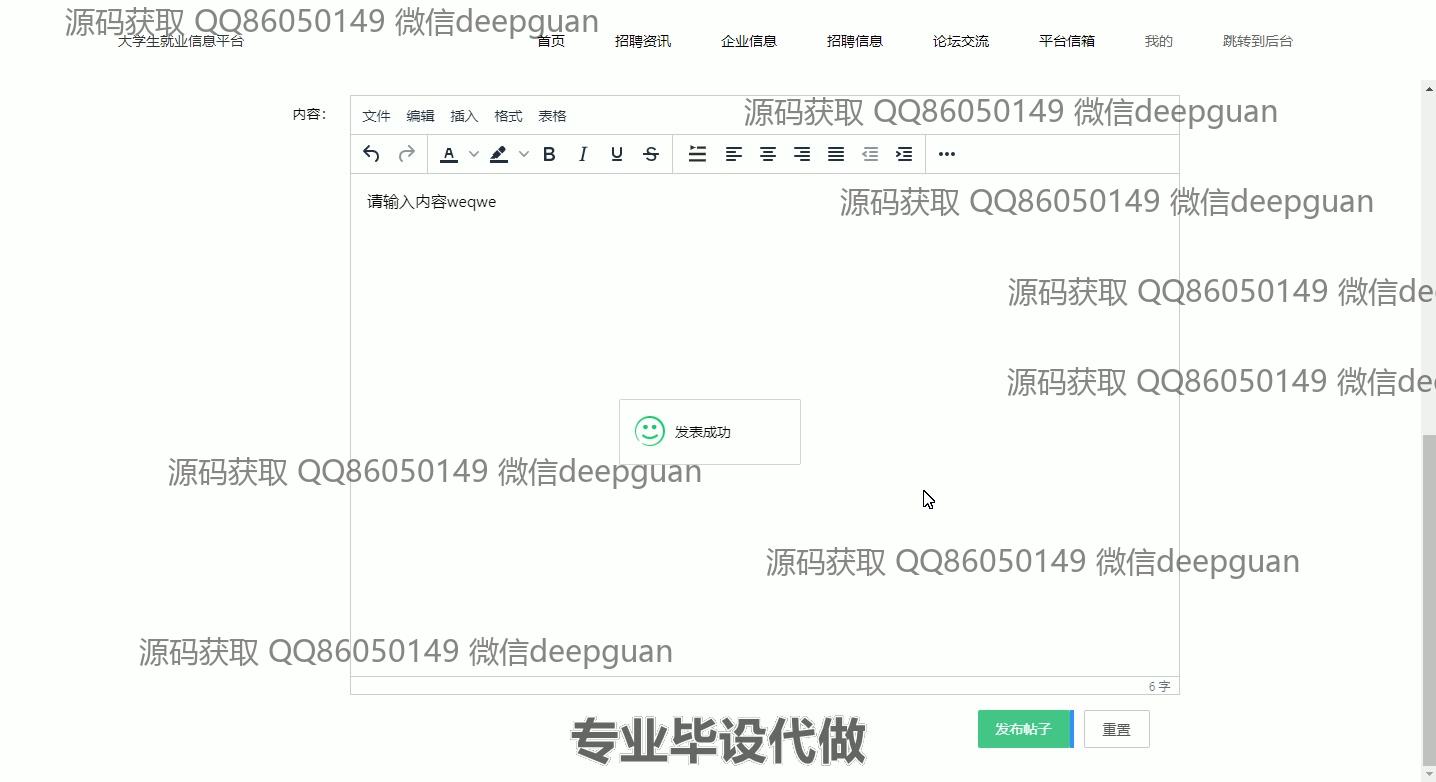 源码获取 QQ86050149 微信deepguan
大学生就业信息平台 首页 招聘资讯 企业信息 招聘信息 论坛交流 平台信箱 我的 跳转到后台
内容：
文件 编辑 插入 格式 表格
源码获取 QQ86050149 微信deepguan
A B I U S
请输入内容weqwe
源码获取 QQ86050149 微信deepguan
源码获取 QQ86050149 微信de
源码获取 QQ86050149 微信de
发表成功
源码获取 QQ86050149 微信deepguan
源码获取 QQ86050149 微信deepguan
源码获取 QQ86050149 微信deepguan
6 字
发布帖子 重置
专业毕设代做